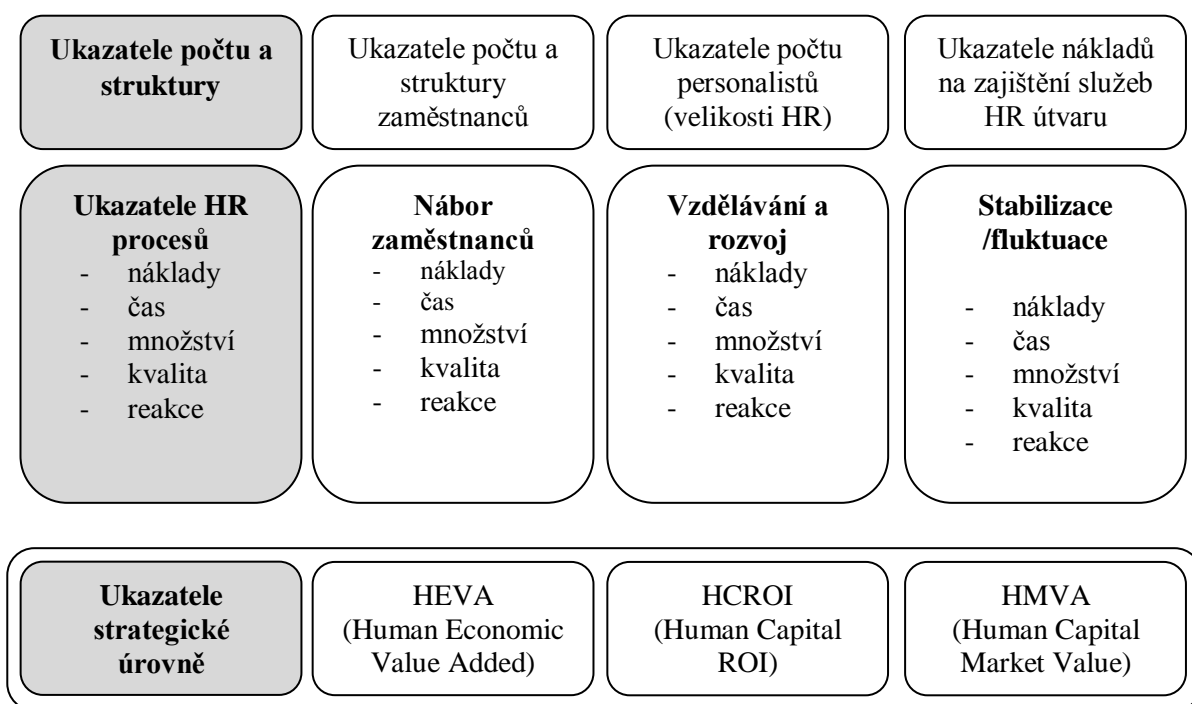 Ukazatele počtu a
struktury
Ukazatele počtu a
struktury
zaměstnanců
Ukazatele počtu
personalistů
(velikosti HR)
Ukazatele nákladů
na zajištění služeb
HR útvaru
Ukazatele HR
procesů
- náklady
- čas
- množství
- kvalita
- reakce
Nábor
zaměstnanců
- náklady
- čas
- množství
- kvalita
- reakce
Vzdělávání a
rozvoj
- náklady
- čas
- množství
- kvalita
- reakce
Stabilizace
/fluktuace
- náklady
- čas
- množství
- kvalita
- reakce
Ukazatele
strategické
úrovně
HEVA
(Human Economic
Value Added)
HCROI
(Human Capital
ROI)
HMVA
(Human Capital
Market Value)